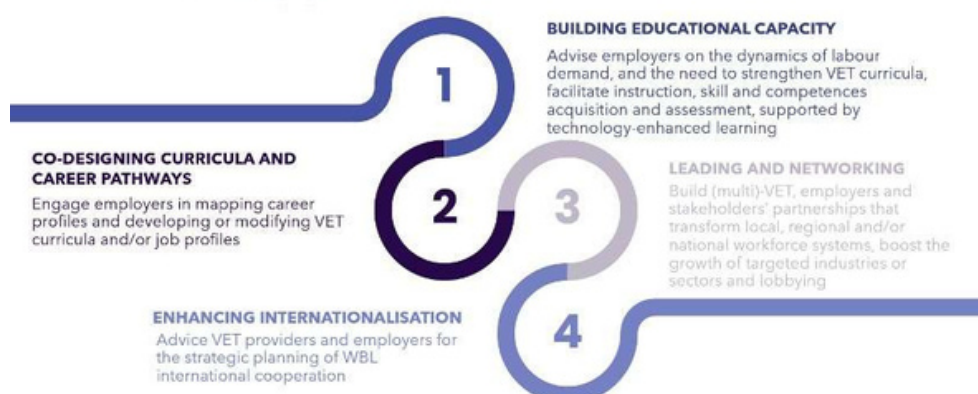 1
BUILDING EDUCATIONAL CAPACITY
Advise employers on the dynamics of labour
demand, and the need to strengthen VET curricula,
facilitate instruction, skill and competences
acquisition and assessment, supported by
technology-enhanced learning
CO-DESIGNING CURRICULA AND
CAREER PATHWAYS
Engage employers in mapping career
profiles and developing or modifying VET
curricula and/or job profiles
2
3
LEADING AND NETWORKING
Build (multi)-VET, employers and
stakeholders' partnerships that
transform local, regional and/or
national workforce systems, boost the
growth of targeted industries or
sectors and lobbying
ENHANCING INTERNATIONALISATION
Advice VET providers and employers for
the strategic planning of WBL
international cooperation
4